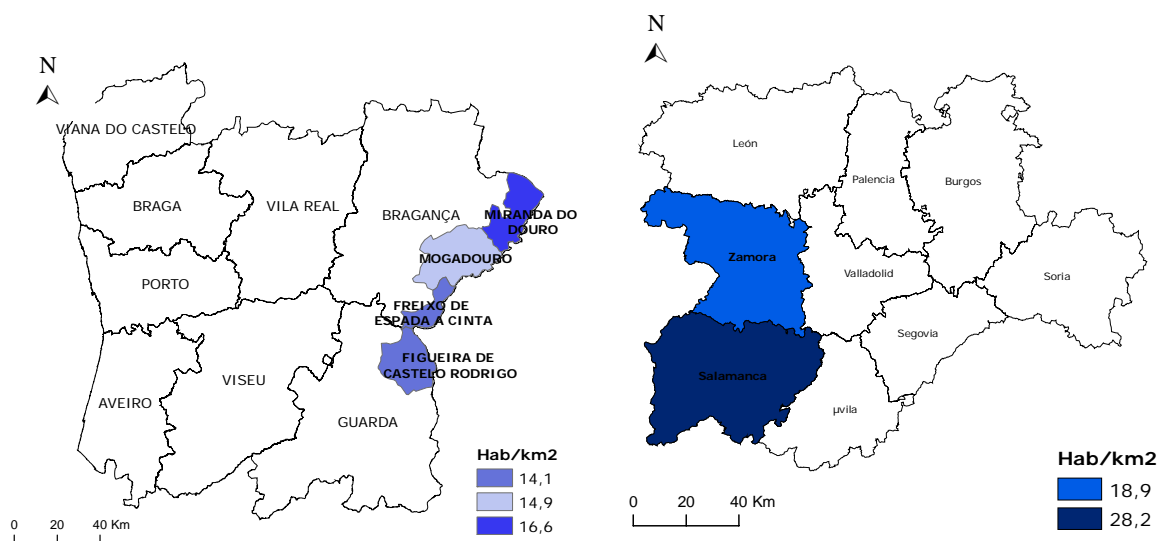 N
VIANA DO CASTELO
BRAGA
VILA REAL
BRAGANÇA
MIRANDA DO
DOURO
MOGADOURO
PORTO
FREIXO DE
ESPADA À CINTA
FIGUEIRA DE
CASTELO RODRIGO
VISEU
AVEIRO
GUARDA
Hab/km2
14,1
14,9
16,6
0 20 40 Km
N
León
Palencia
Burgos
Zamora
Valladolid
Soria
Segovia
Salamanca
µvila
Hab/km2
18,9
28,2
0 20 40 Km